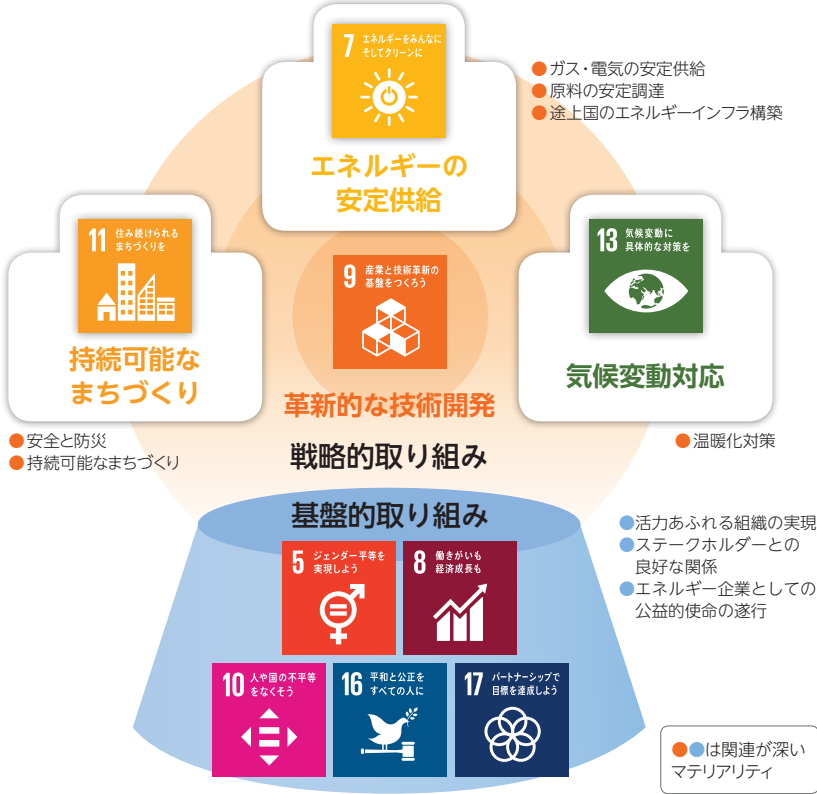 7 エネルギーをみんなに
そしてクリーンに
エネルギーの
安定供給
●ガス・電気の安定供給
●原料の安定調達
●途上国のエネルギーインフラ構築
11 住み続けられる
まちづくりを
持続可能な
まちづくり
●安全と防災
●持続可能なまちづくり
9 産業と技術革新の
基盤をつくろう
革新的な技術開発
13 気候変動に
具体的な対策を
気候変動対応
●温暖化対策
戦略的取り組み
基盤的取り組み
5 ジェンダー平等を
実現しよう
8 働きがいも
経済成長も
10 人や国の不平等
をなくそう
16 平和と公正を
すべての人に
17 パートナーシップで
目標を達成しよう
●活力あふれる組織の実現
●ステークホルダーとの
良好な関係
●エネルギー企業としての
公益的使命の遂行
●●は関連が深い
マテリアリティ